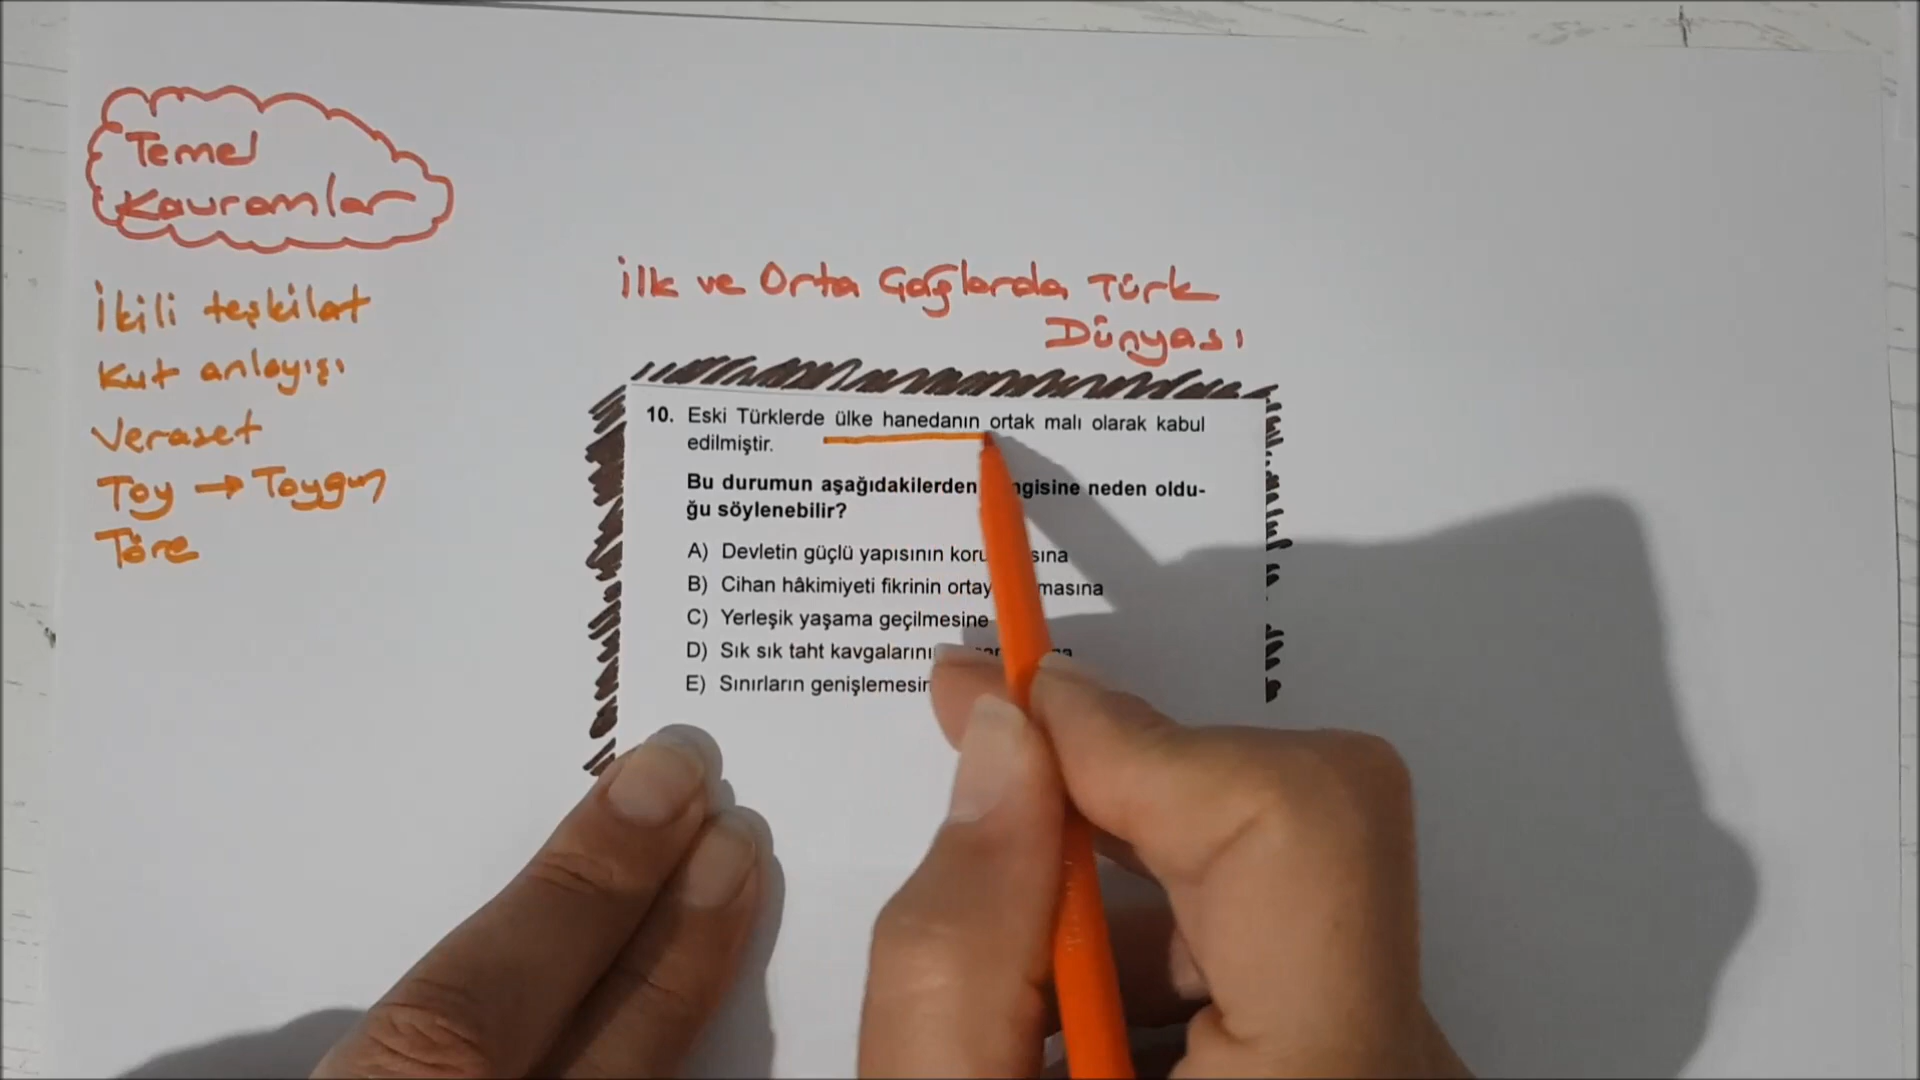 Temel
Kavramlar
İkili teşkilat
Kut anlayışı
Veraset
Toy → Toygun
Töre
İlk ve Orta Çağlarda Türk
Dünyası
10. Eski Türklerde ülke hanedanın ortak malı olarak kabul
edilmiştir.
Bu durumun aşağıdakilerden neden oldu-
ğu söylenebilir?
A) Devletin güçlü yapısının
B) Cihan hâkimiyeti fikrinin
C) Yerleşik yaşama geçilmesine
D) Sık sık taht
E) Sınırların